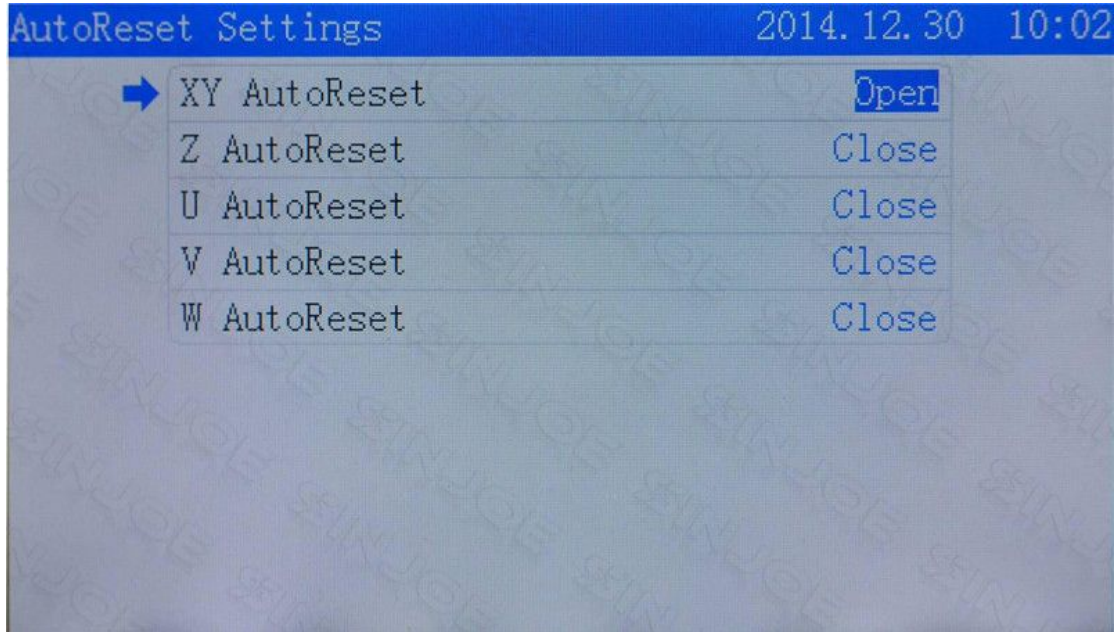 AutoReset Settings 2014.12.30 10:02
XY AutoReset Open
Z AutoReset Close
U AutoReset Close
V AutoReset Close
W AutoReset Close